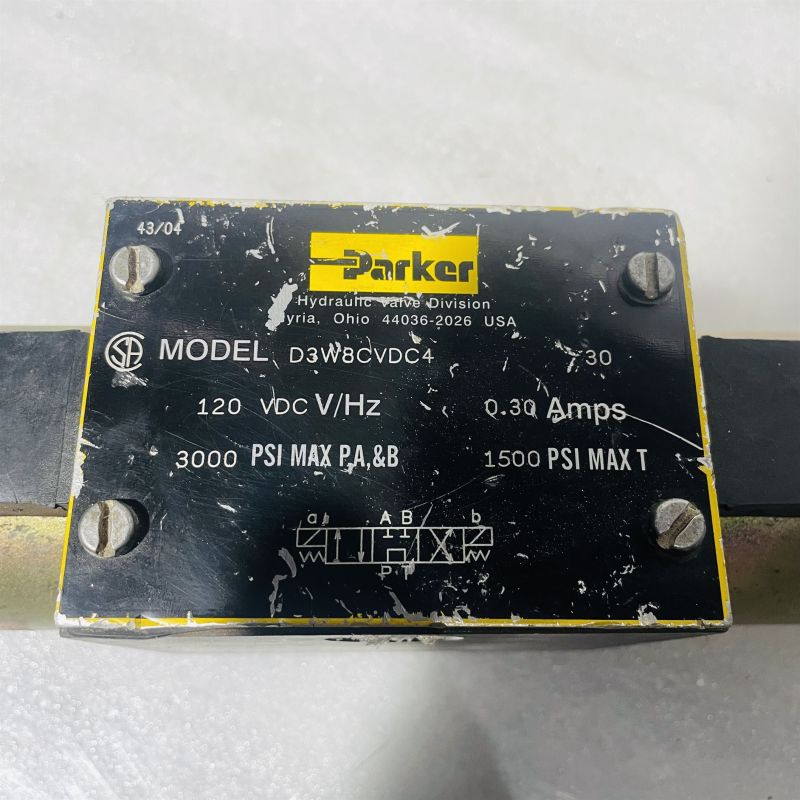 43/04
Parker
Hydraulic Valve Division
yria, Ohio 44036-2026 USA
SA MODEL D3W8CVDC4 30
120 VDC V/Hz 0.30 Amps
3000 PSI MAX P,A,&B 1500 PSI MAX T
a A B b
P T